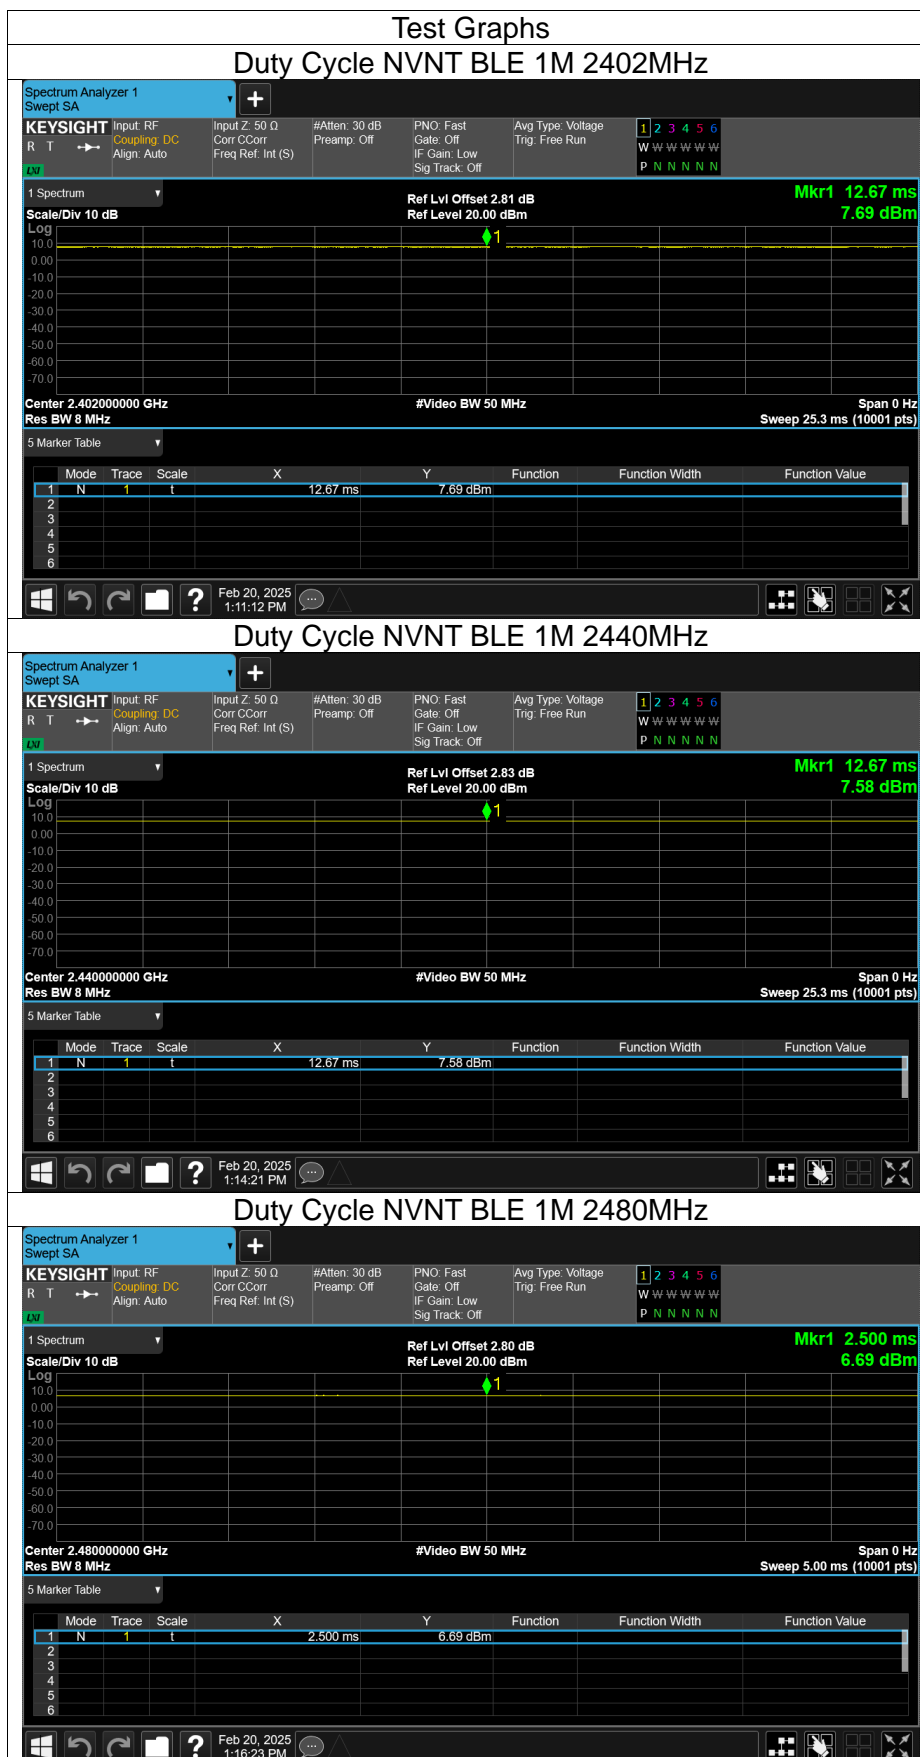 Test Graphs
Duty Cycle NVNT BLE 1M 2402MHz
Spectrum Analyzer 1
Swept SA
KEYSIGHT Input: RF Input Z: 50 Ω #Atten: 30 dB PNO: Fast Avg Type: Voltage 1 2 3 4 5 6
R T Coupling: DC Corr CCorr Preamp: Off Gate: Off Trig: Free Run W W W W W W
Align: Auto Freq Ref: Int (S) IF Gain: Low P N N N N N
LXI Sig Track: Off
1 Spectrum Ref Lvl Offset 2.81 dB Mkr1 12.67 ms
Scale/Div 10 dB Ref Level 20.00 dBm 7.69 dBm
Log
1
10.0
0.00
-10.0
-20.0
-30.0
-40.0
-50.0
-60.0
-70.0
Center 2.402000000 GHz #Video BW 50 MHz Span 0 Hz
Res BW 8 MHz Sweep 25.3 ms (10001 pts)
5 Marker Table
Mode Trace Scale X Y Function Function Width Function Value
1 N 1 t 12.67 ms 7.69 dBm
2
3
4
5
6
? Feb 20, 2025
1:11:12 PM
Duty Cycle NVNT BLE 1M 2440MHz
Spectrum Analyzer 1
Swept SA
KEYSIGHT Input: RF Input Z: 50 Ω #Atten: 30 dB PNO: Fast Avg Type: Voltage 1 2 3 4 5 6
R T Coupling: DC Corr CCorr Preamp: Off Gate: Off Trig: Free Run W W W W W W
Align: Auto Freq Ref: Int (S) IF Gain: Low P N N N N N
LXI Sig Track: Off
1 Spectrum Ref Lvl Offset 2.83 dB Mkr1 12.67 ms
Scale/Div 10 dB Ref Level 20.00 dBm 7.58 dBm
Log
1
10.0
0.00
-10.0
-20.0
-30.0
-40.0
-50.0
-60.0
-70.0
Center 2.440000000 GHz #Video BW 50 MHz Span 0 Hz
Res BW 8 MHz Sweep 25.3 ms (10001 pts)
5 Marker Table
Mode Trace Scale X Y Function Function Width Function Value
1 N 1 t 12.67 ms 7.58 dBm
2
3
4
5
6
? Feb 20, 2025
1:14:21 PM
Duty Cycle NVNT BLE 1M 2480MHz
Spectrum Analyzer 1
Swept SA
KEYSIGHT Input: RF Input Z: 50 Ω #Atten: 30 dB PNO: Fast Avg Type: Voltage 1 2 3 4 5 6
R T Coupling: DC Corr CCorr Preamp: Off Gate: Off Trig: Free Run W W W W W W
Align: Auto Freq Ref: Int (S) IF Gain: Low P N N N N N
LXI Sig Track: Off
1 Spectrum Ref Lvl Offset 2.80 dB Mkr1 2.500 ms
Scale/Div 10 dB Ref Level 20.00 dBm 6.69 dBm
Log
1
10.0
0.00
-10.0
-20.0
-30.0
-40.0
-50.0
-60.0
-70.0
Center 2.480000000 GHz #Video BW 50 MHz Span 0 Hz
Res BW 8 MHz Sweep 5.00 ms (10001 pts)
5 Marker Table
Mode Trace Scale X Y Function Function Width Function Value
1 N 1 t 2.500 ms 6.69 dBm
2
3
4
5
6
? Feb 20, 2025
1:16:23 PM